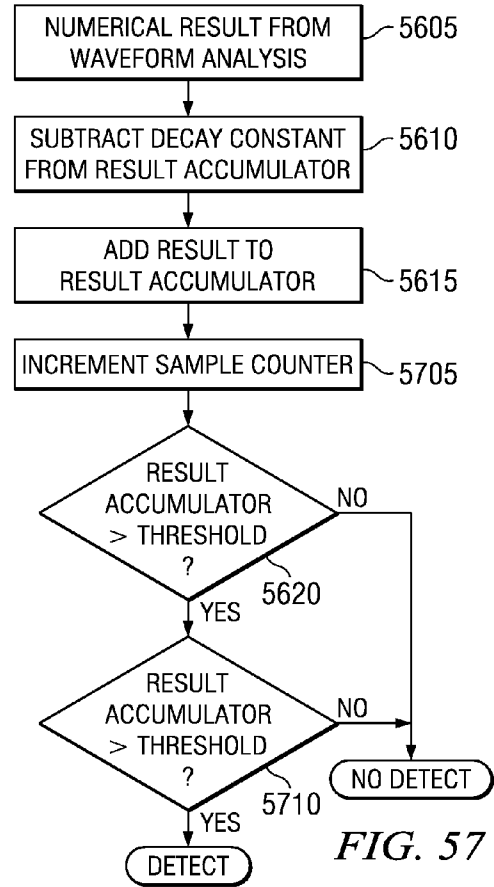 NUMERICAL RESULT FROM
WAVEFORM ANALYSIS
5605
SUBTRACT DECAY CONSTANT
FROM RESULT ACCUMULATOR
5610
ADD RESULT TO
RESULT ACCUMULATOR
5615
INCREMENT SAMPLE COUNTER
5705
RESULT
ACCUMULATOR
> THRESHOLD
?
NO
5620
YES
RESULT
ACCUMULATOR
> THRESHOLD
?
NO
5710
YES
NO DETECT
DETECT
FIG. 57